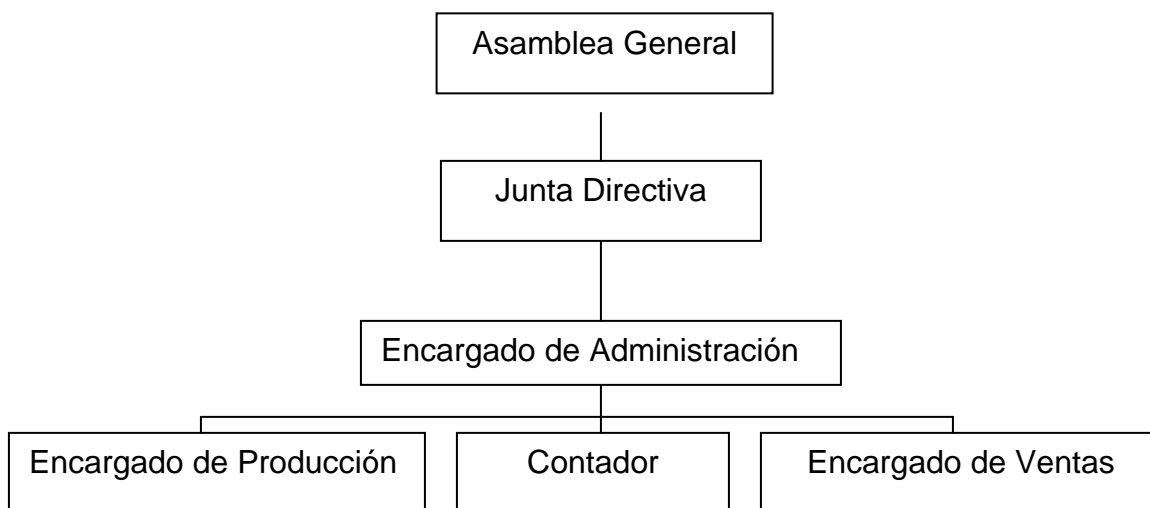 Asamblea General
Junta Directiva
Encargado de Administración
Encargado de Producción
Contador
Encargado de Ventas